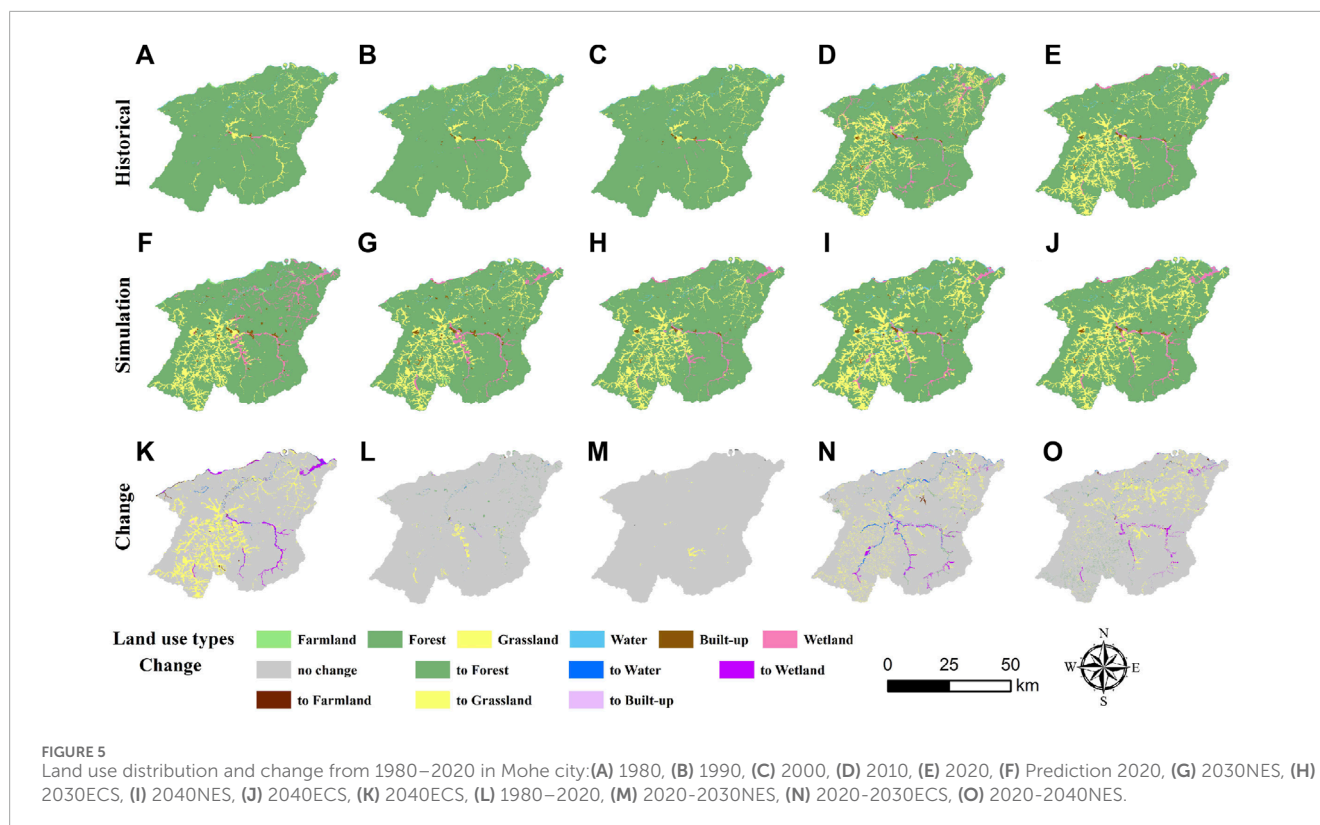 A B C D E
Historical
F G H I J
Simulation
K L M N O
Change
Land use types Farmland Forest Grassland Water Built-up Wetland
Change no change to Forest to Water to Wetland
to Farmland to Grassland to Built-up
0 25 50
km
N
W E
S
FIGURE 5
Land use distribution and change from 1980–2020 in Mohe city:(A) 1980, (B) 1990, (C) 2000, (D) 2010, (E) 2020, (F) Prediction 2020, (G) 2030NES, (H)
2030ECS, (I) 2040NES, (J) 2040ECS, (K) 2040ECS, (L) 1980–2020, (M) 2020-2030NES, (N) 2020-2030ECS, (O) 2020-2040NES.